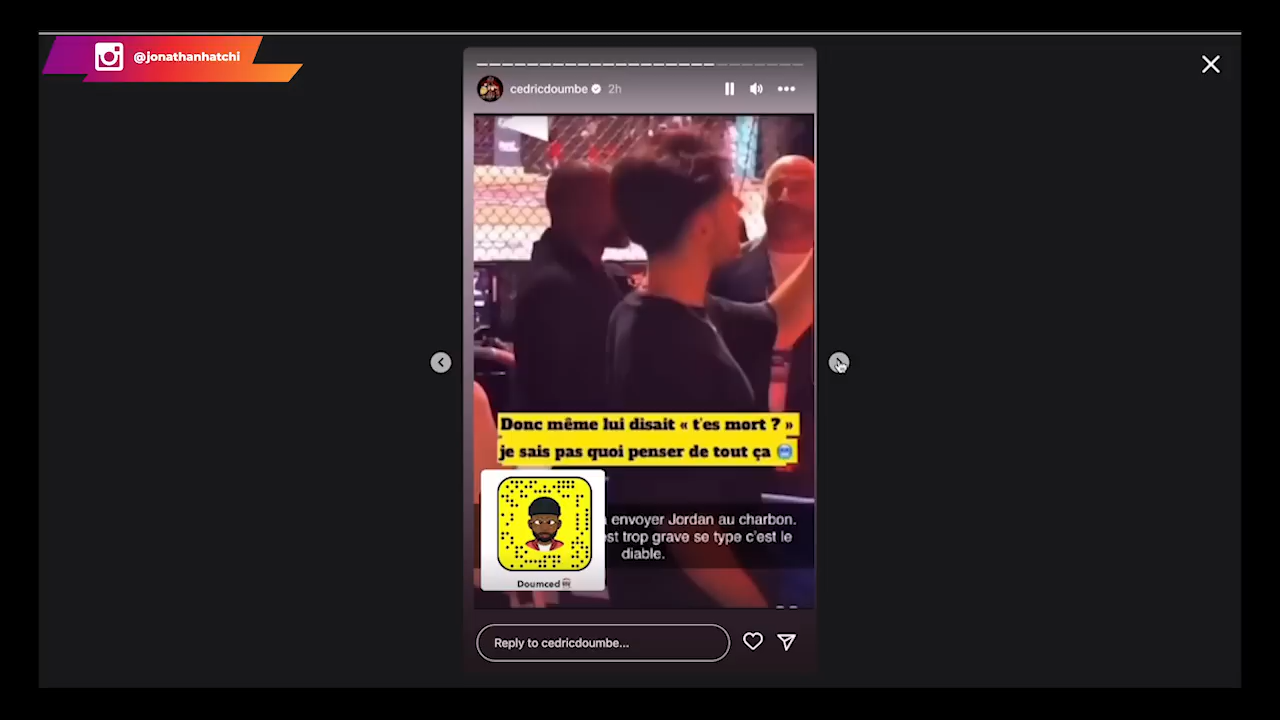 @jonathanhatchi
cedricdoumbe 2h
Donc même lui disait « t'es mort ? »
je sais pas quoi penser de tout ça
envoyer Jordan au charbon.
st trop grave se type c'est le
diable.
Doumced
Reply to cedricdoumbe...